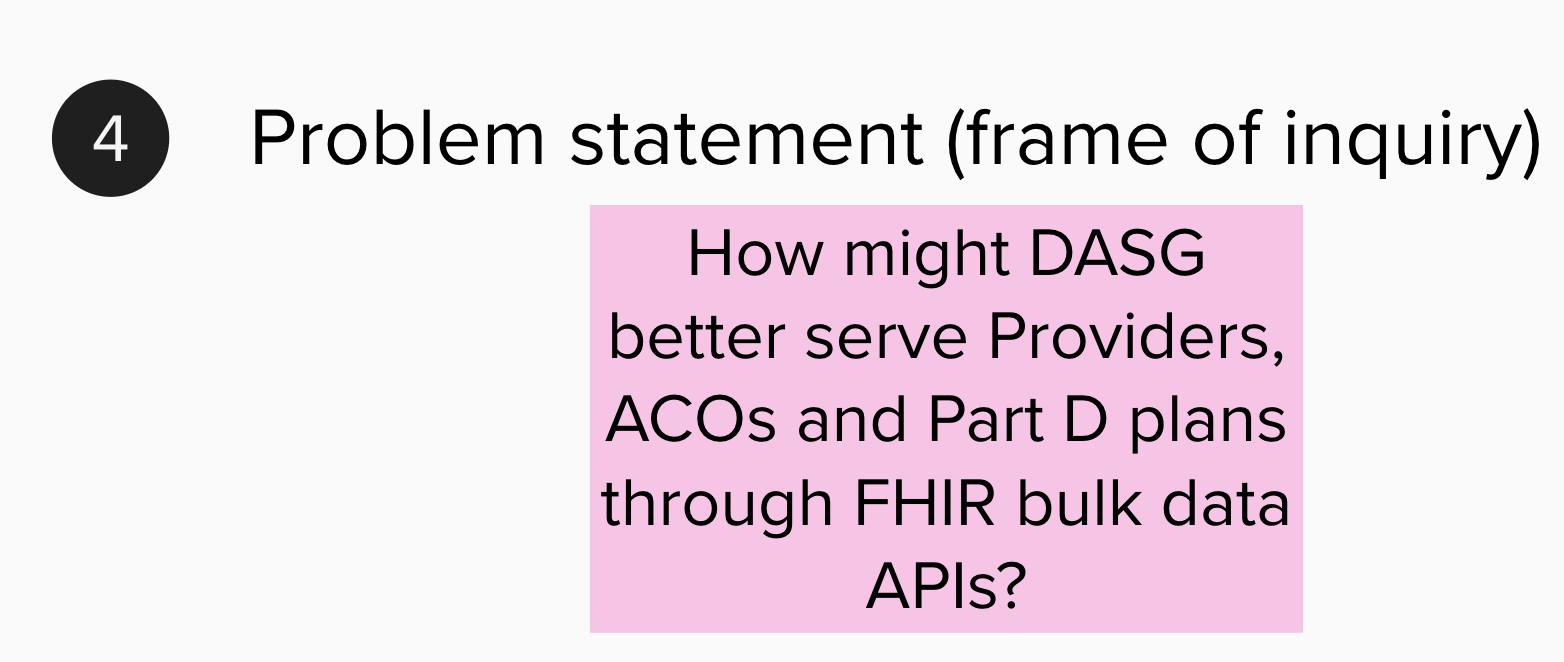 4 Problem statement (frame of inquiry)
How might DASG
better serve Providers,
ACOs and Part D plans
through FHIR bulk data
APIs?